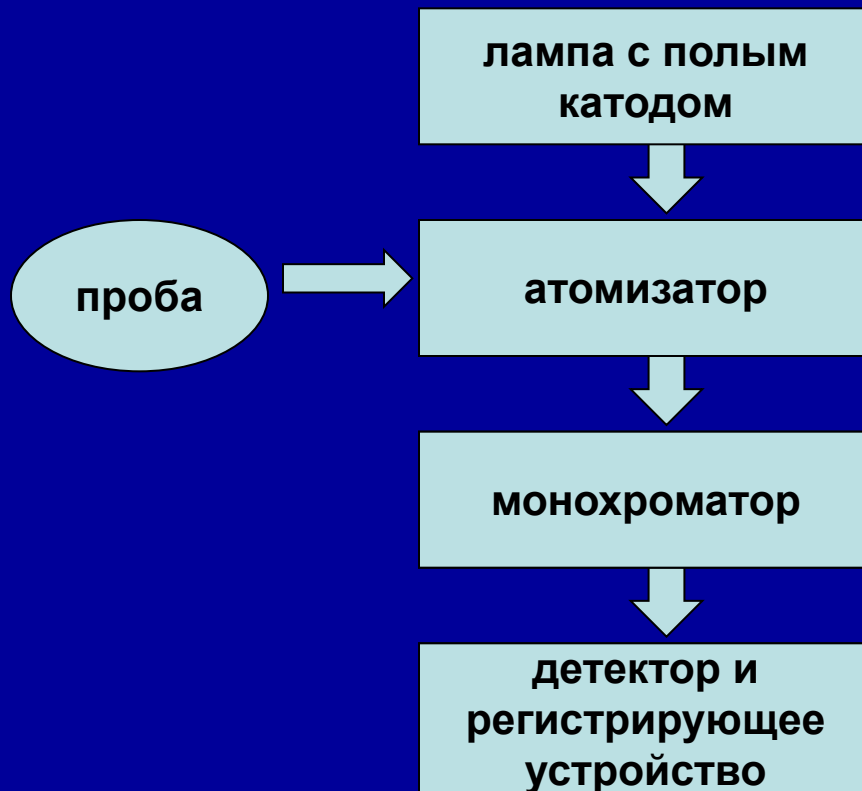 лампа с полым
катодом
проба
атомизатор
монохроматор
детектор и
регистрирующее
устройство